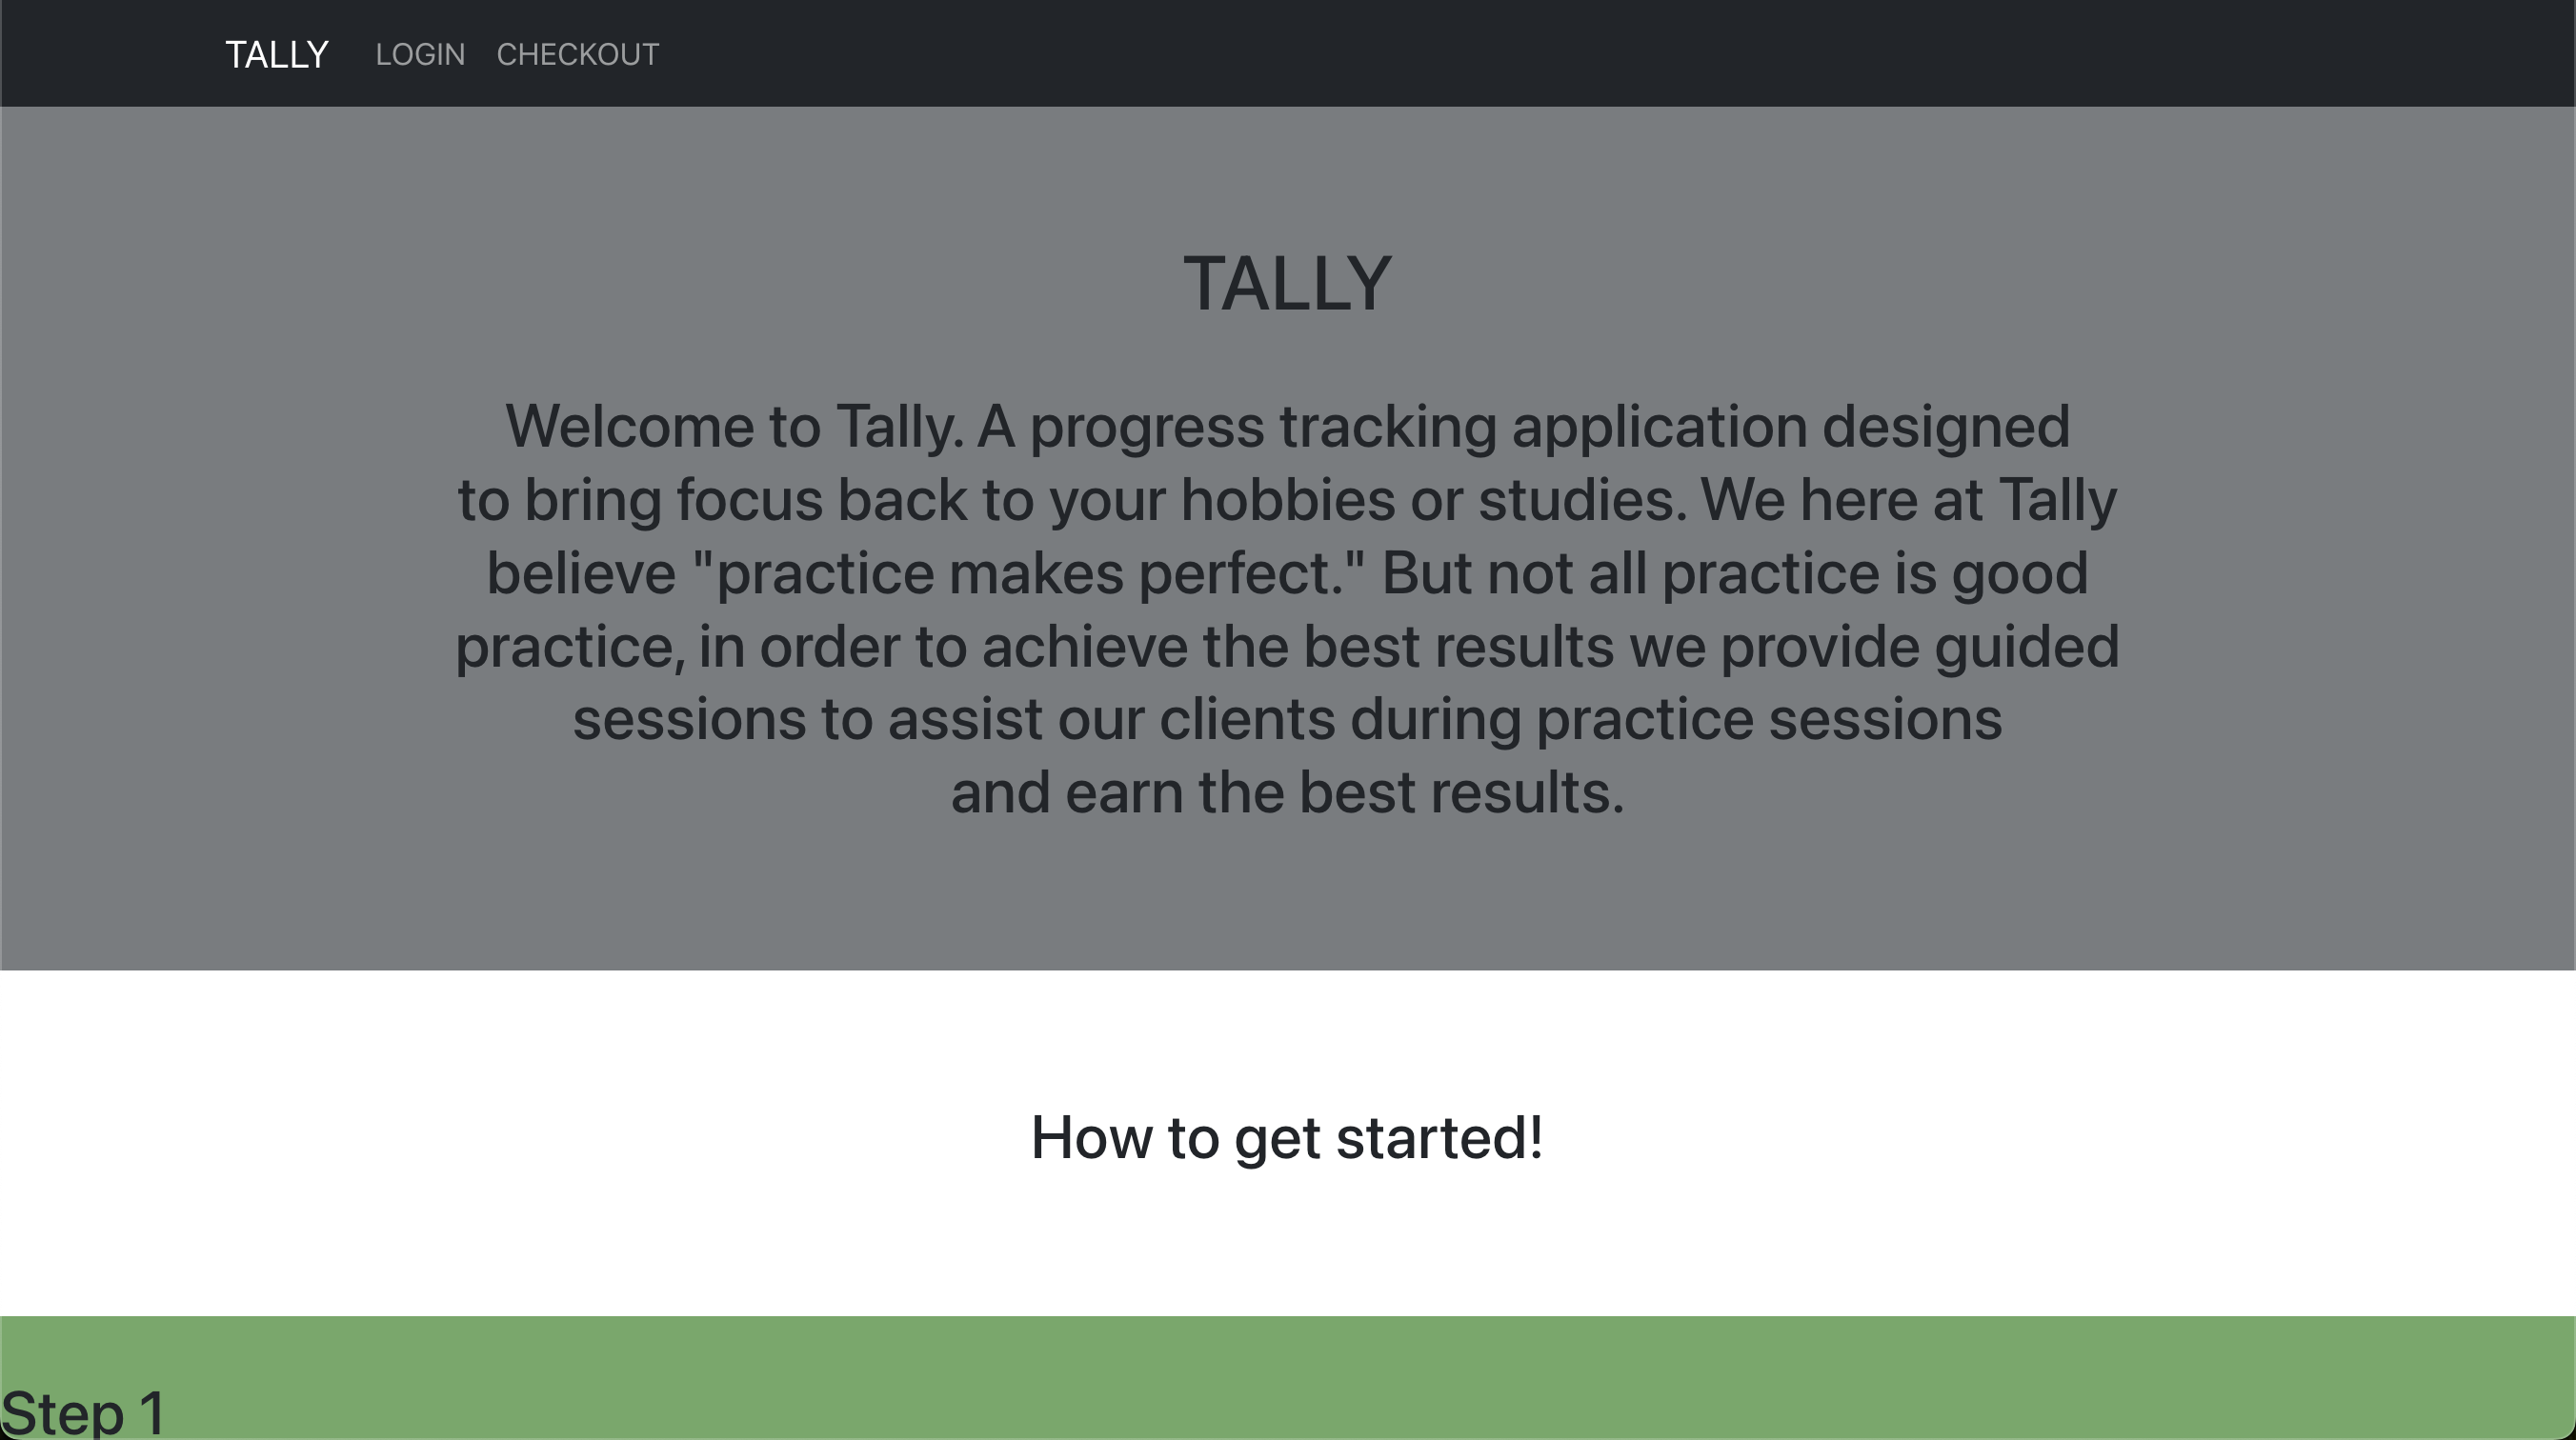 TALLY LOGIN CHECKOUT
TALLY
Welcome to Tally. A progress tracking application designed
to bring focus back to your hobbies or studies. We here at Tally
believe "practice makes perfect." But not all practice is good
practice, in order to achieve the best results we provide guided
sessions to assist our clients during practice sessions
and earn the best results.
How to get started!
Step 1